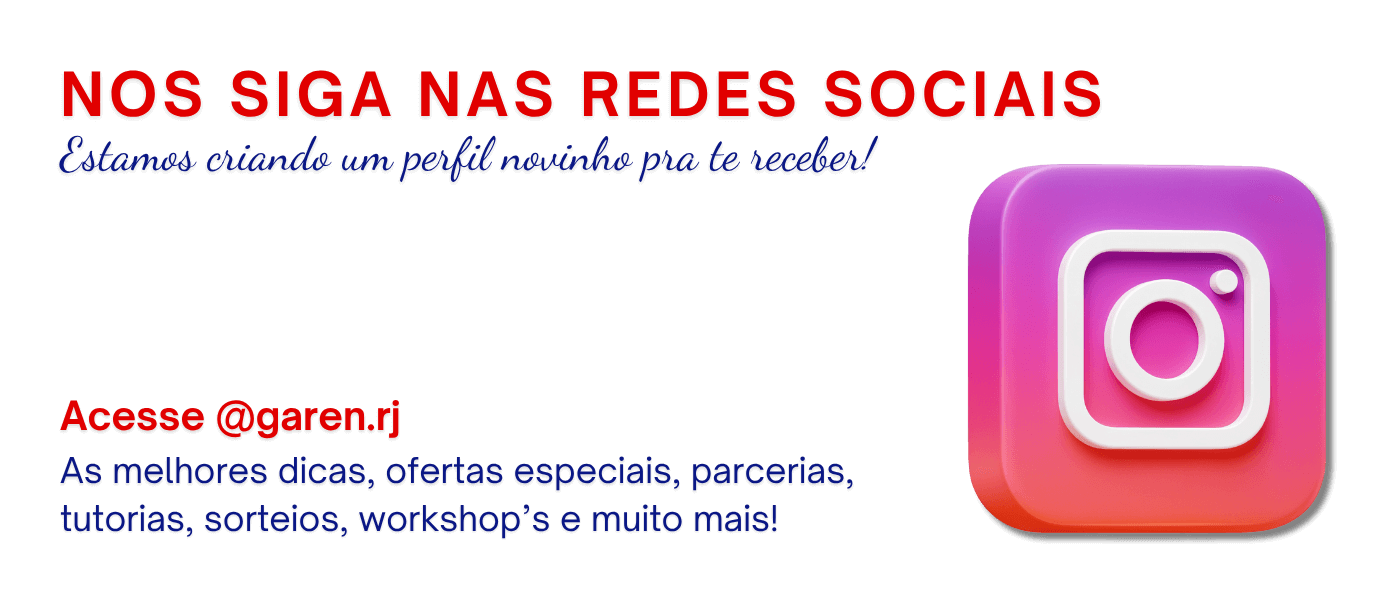 NOS SIGA NAS REDES SOCIAIS
Estamos criando um perfil novinho pra te receber!
Acesse @garen.rj
As melhores dicas, ofertas especiais, parcerias,
tutorias, sorteios, workshop’s e muito mais!